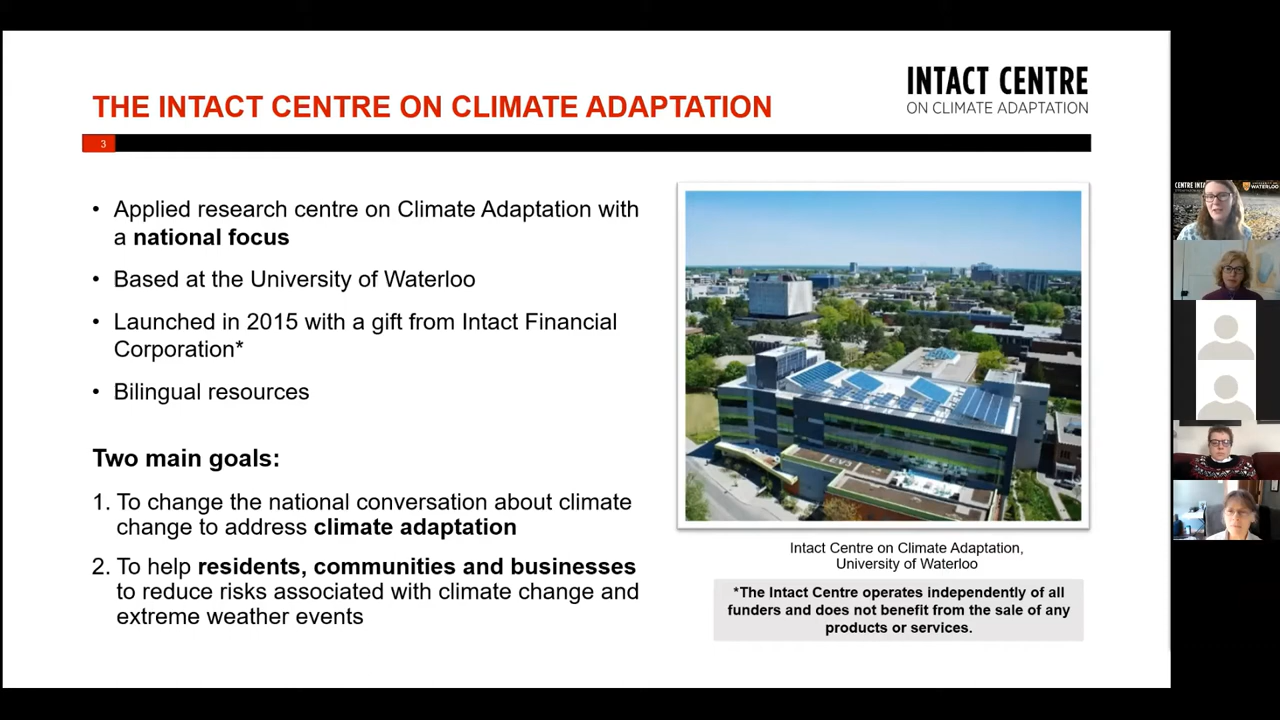 INTACT CENTRE
ON CLIMATE ADAPTATION
THE INTACT CENTRE ON CLIMATE ADAPTATION
3
• Applied research centre on Climate Adaptation with
a national focus
• Based at the University of Waterloo
• Launched in 2015 with a gift from Intact Financial
Corporation*
• Bilingual resources
Two main goals:
1. To change the national conversation about climate
change to address climate adaptation
2. To help residents, communities and businesses
to reduce risks associated with climate change and
extreme weather events
EV3
Intact Centre on Climate Adaptation,
University of Waterloo
*The Intact Centre operates independently of all
funders and does not benefit from the sale of any
products or services.
CENTRE INTA
WATERLOO